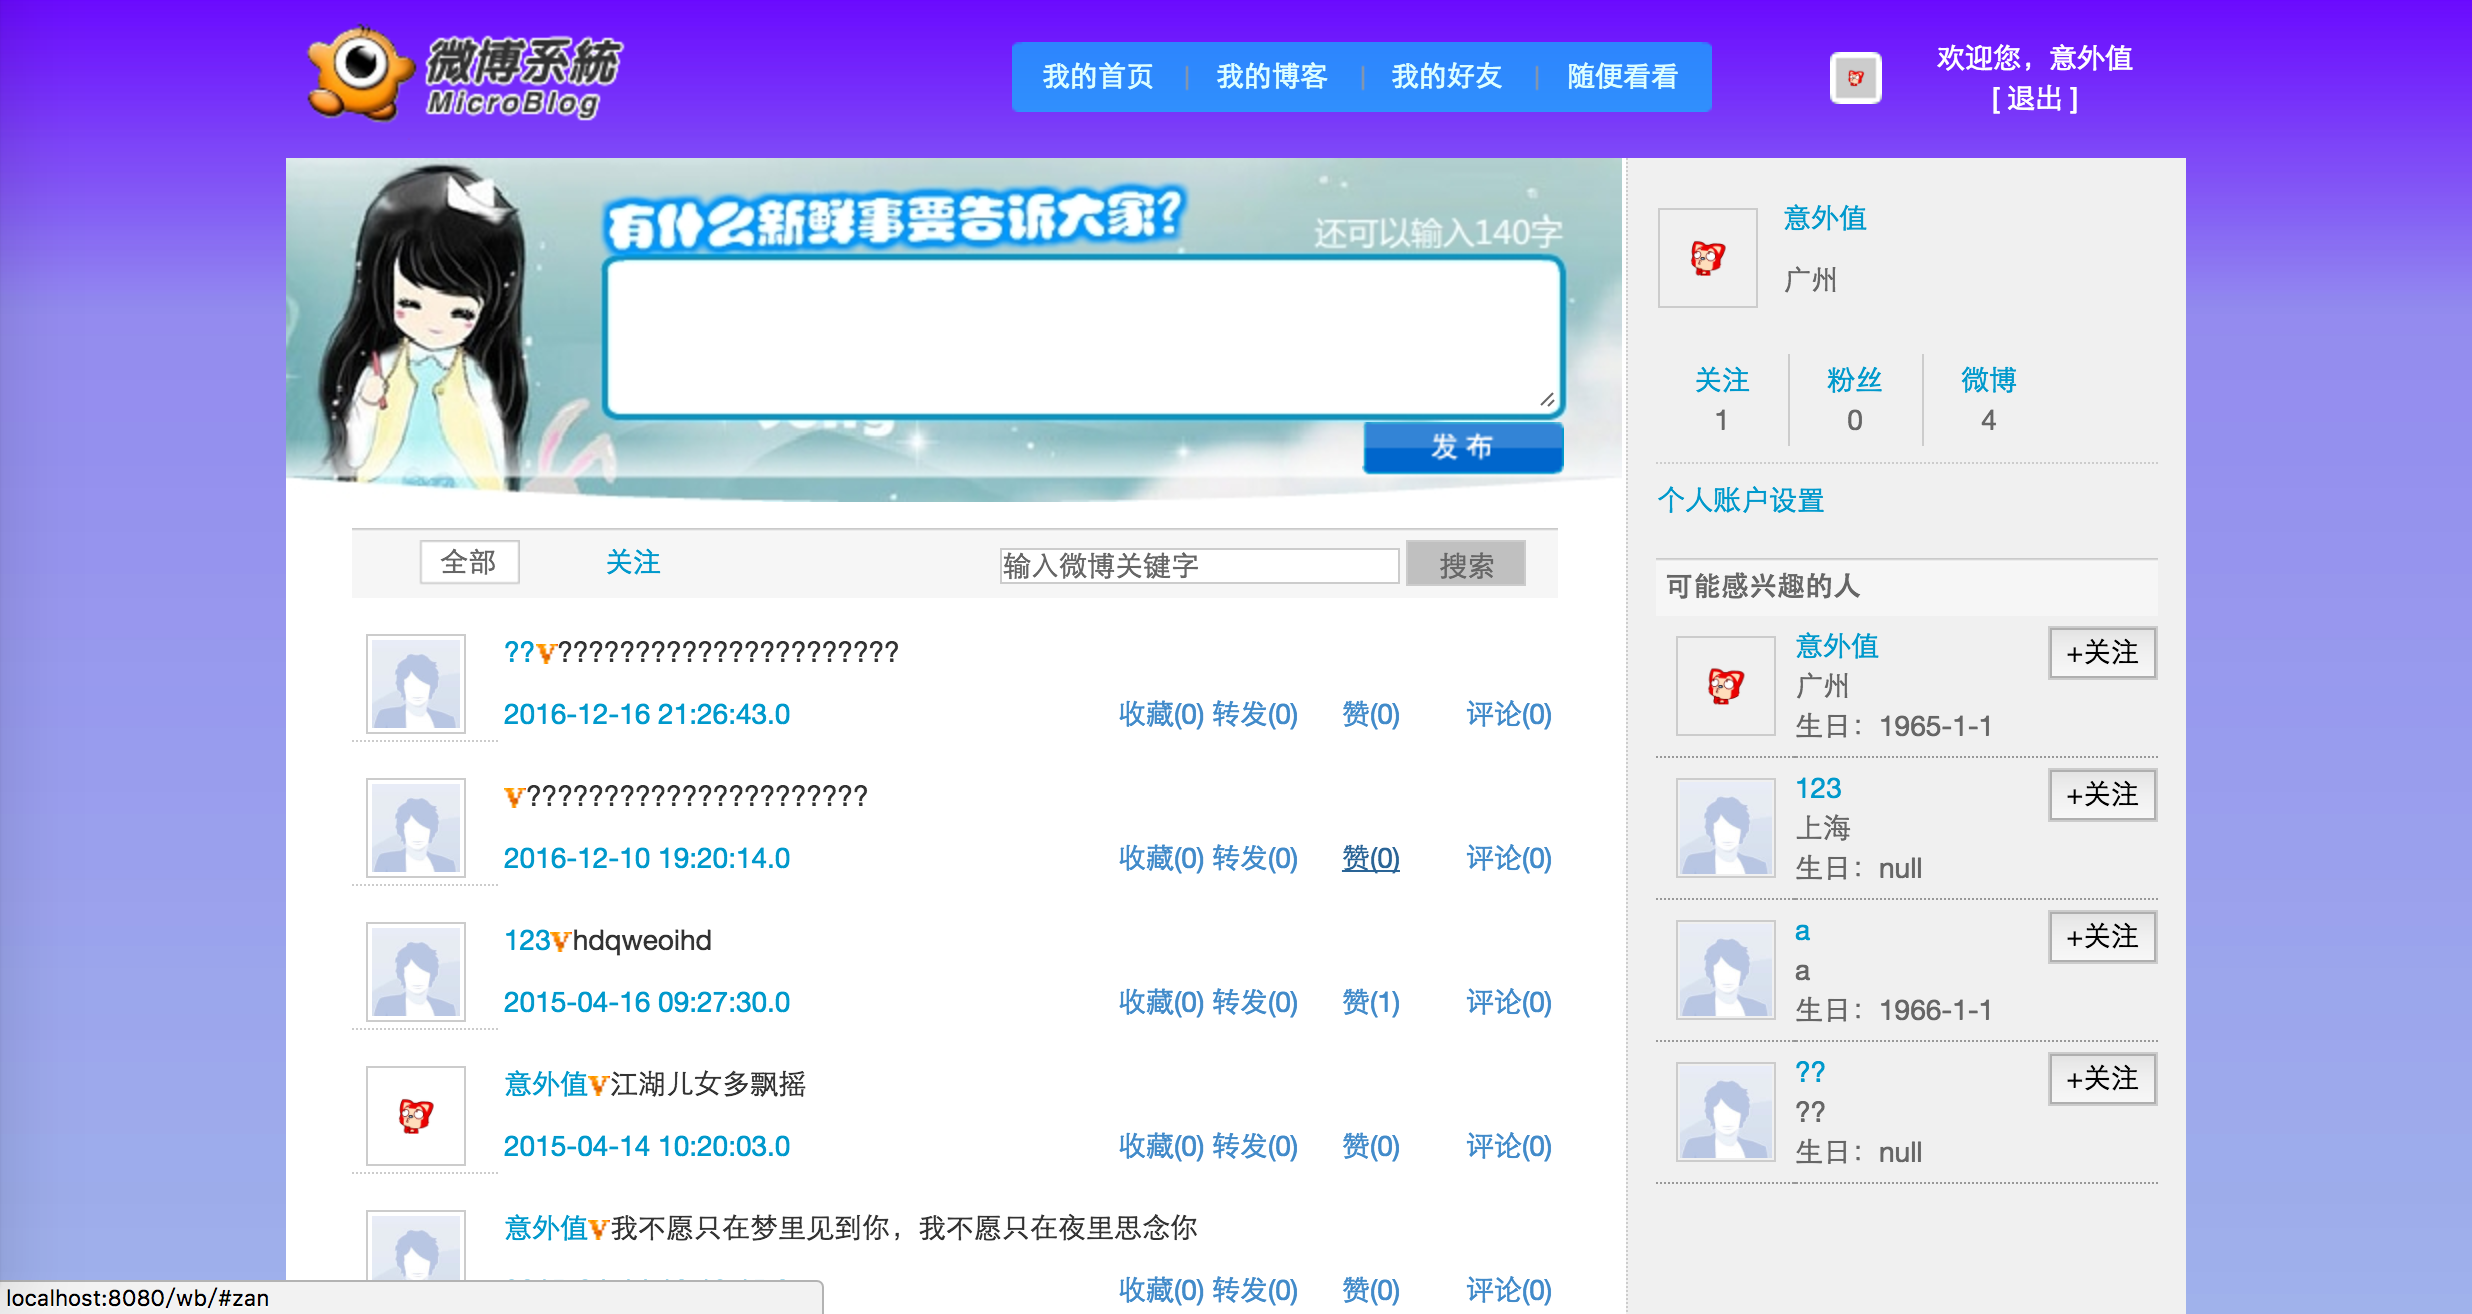 微博系統
MicroBlog
我的首页 | 我的博客 | 我的好友 | 随便看看
欢迎您，意外值
[ 退出 ]
有什么新鲜事要告诉大家？
还可以输入140字
发 布
全部 关注 输入微博关键字 搜索
??V??????????????????????
2016-12-16 21:26:43.0 收藏(0) 转发(0) 赞(0) 评论(0)
V??????????????????????
2016-12-10 19:20:14.0 收藏(0) 转发(0) 赞(0) 评论(0)
123Vhdqweoihd
2015-04-16 09:27:30.0 收藏(0) 转发(0) 赞(1) 评论(0)
意外值V江湖儿女多飘摇
2015-04-14 10:20:03.0 收藏(0) 转发(0) 赞(0) 评论(0)
意外值V我不愿只在梦里见到你，我不愿只在夜里思念你
收藏(0) 转发(0) 赞(0) 评论(0)
意外值
广州
关注 粉丝 微博
1 0 4
个人账户设置
可能感兴趣的人
意外值 +关注
广州
生日：1965-1-1
123 +关注
上海
生日：null
a +关注
a
生日：1966-1-1
?? +关注
??
生日：null
localhost:8080/wb/#zan